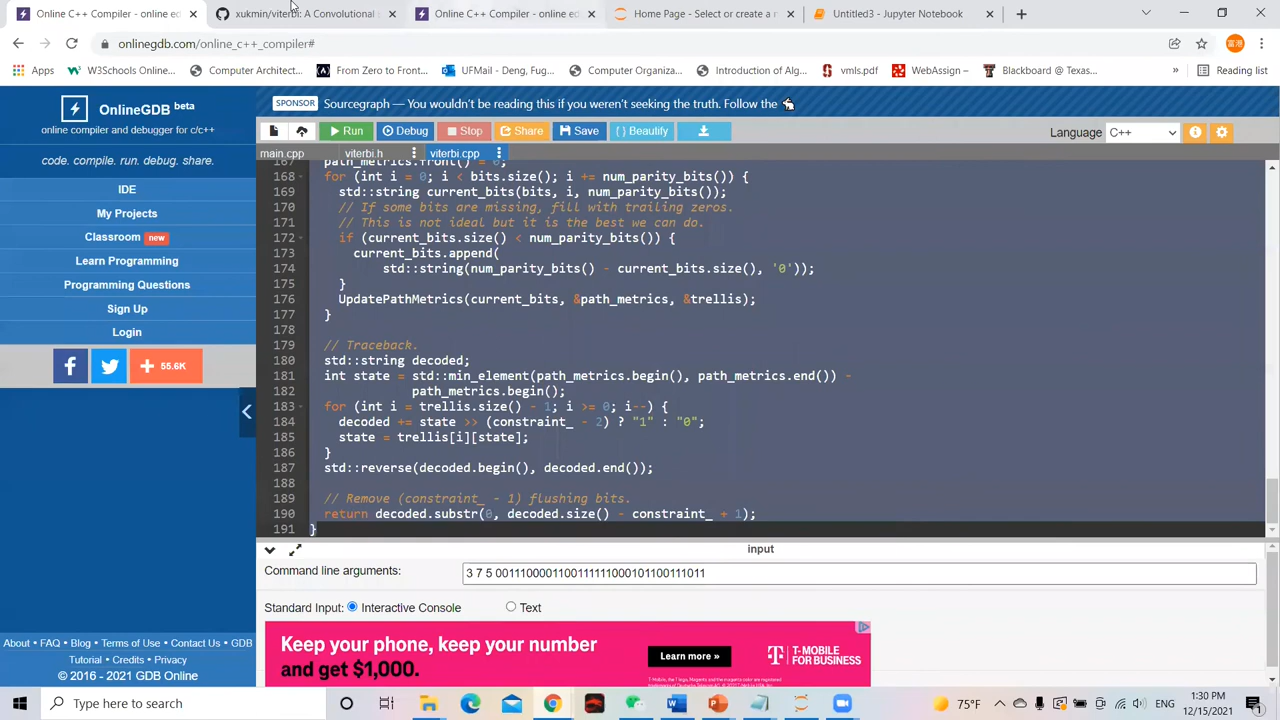 OnlineGDB C++ Compiler - online ed
xukmin/viterbi: A Convolutional
OnlineGDB C++ Compiler - online ed
Home Page - Select or create a n
Untitled3 - Jupyter Notebook
onlinegdb.com/online_c++_compiler#
富港
Apps
W3Schools Online...
Computer Architectur...
From Zero to Front...
UFMail - Deng, Fug...
Computer Organiza...
Introduction of Alg...
vmls.pdf
WebAssign –
Blackboard @ Texas...
Reading list
OnlineGDB beta
online compiler and debugger for c/c++
code. compile. run. debug. share.
IDE
My Projects
Classroom new
Learn Programming
Programming Questions
Sign Up
Login
55.6K
About • FAQ • Blog • Terms of Use • Contact Us • GDB
Tutorial • Credits • Privacy
© 2016 - 2021 GDB Online
SPONSOR Sourcegraph — You wouldn't be reading this if you weren't seeking the truth. Follow the
Run Debug Stop Share Save { } Beautify
Language C++
main.cpp viterbi.h viterbi.cpp
167 path_metrics.front() = 0;
168 for (int i = 0; i < bits.size(); i += num_parity_bits()) {
169 std::string current_bits(bits, i, num_parity_bits());
170 // If some bits are missing, fill with trailing zeros.
171 // This is not ideal but it is the best we can do.
172 if (current_bits.size() < num_parity_bits()) {
173 current_bits.append(
174 std::string(num_parity_bits() - current_bits.size(), '0'));
175 }
176 UpdatePathMetrics(current_bits, &path_metrics, &trellis);
177 }
178
179 // Traceback.
180 std::string decoded;
181 int state = std::min_element(path_metrics.begin(), path_metrics.end()) -
182 path_metrics.begin();
183 for (int i = trellis.size() - 1; i >= 0; i--) {
184 decoded += state >> (constraint_ - 2) ? "1" : "0";
185 state = trellis[i][state];
186 }
187 std::reverse(decoded.begin(), decoded.end());
188
189 // Remove (constraint_ - 1) flushing bits.
190 return decoded.substr(0, decoded.size() - constraint_ + 1);
191 }
input
Command line arguments: 3 7 5 0011100001100111111000101100111011
Standard Input: Interactive Console Text
Keep your phone, keep your number
and get $1,000.
Learn more »
T-MOBILE
FOR BUSINESS
Type here to search
75°F
1:30 PM
12/15/2021